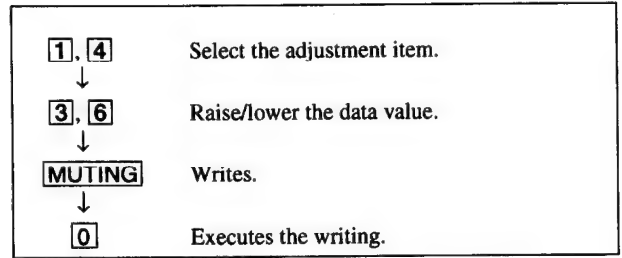 1, 4 Select the adjustment item.
↓
3, 6 Raise/lower the data value.
↓
MUTING Writes.
↓
0 Executes the writing.